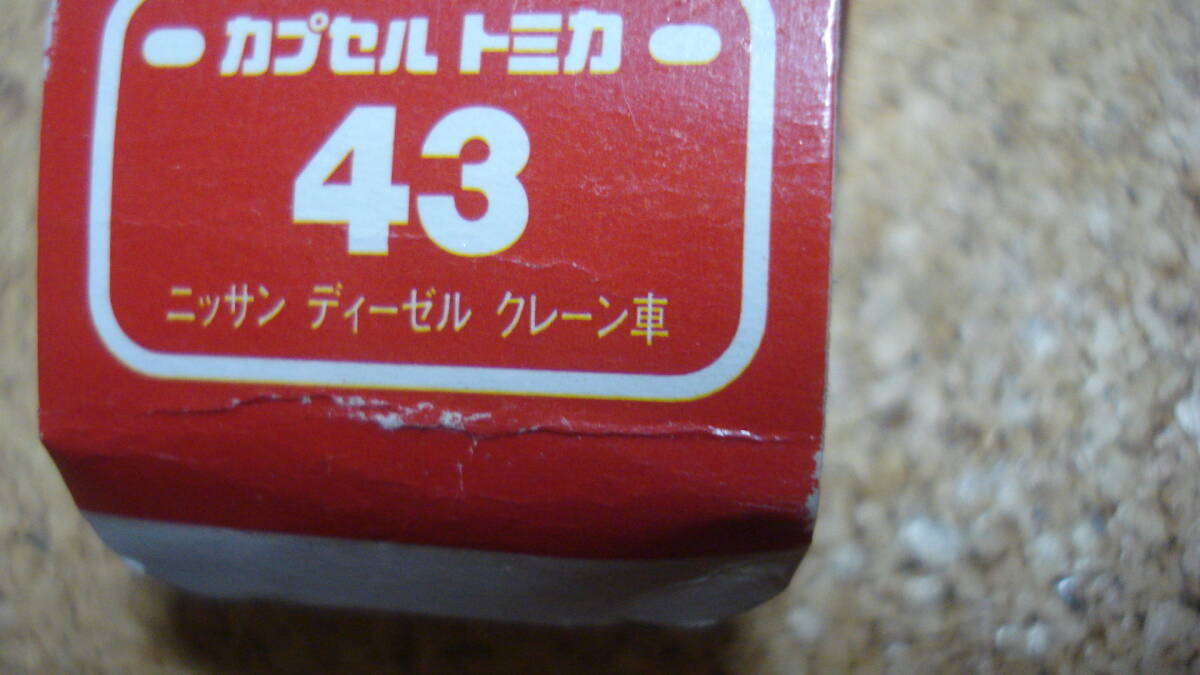 カプセル トミカ
43
ニッサン ディーゼル クレーン車